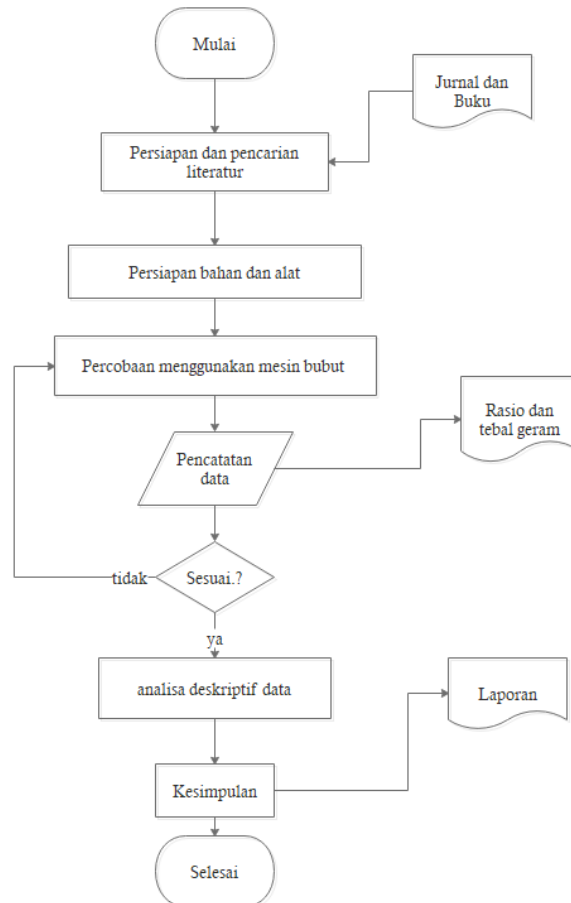 Mulai
Jurnal dan
Buku
Persiapan dan pencarian
literatur
Persiapan bahan dan alat
Percobaan menggunakan mesin bubut
Rasio dan
tebal geram
Pencatatan
data
tidak
Sesuai.?
ya
analisa deskriptif data
Laporan
Kesimpulan
Selesai